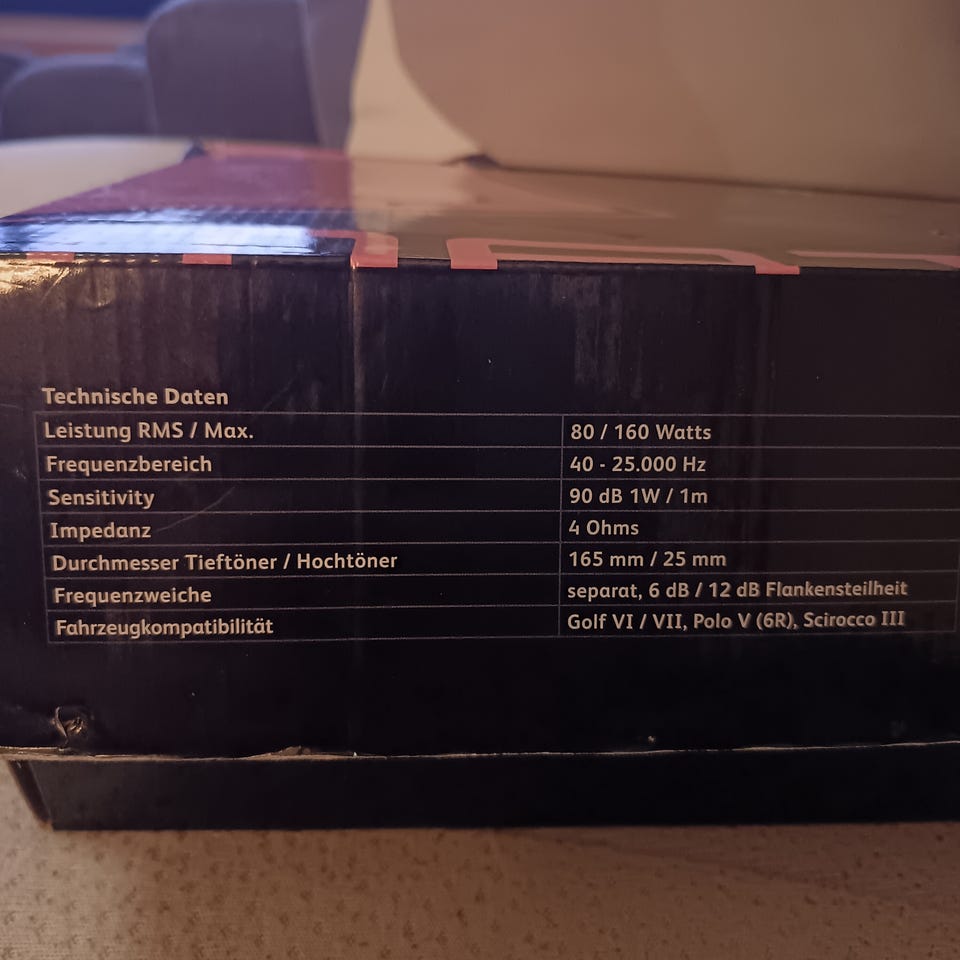 Technische Daten
Leistung RMS / Max. 80 / 160 Watts
Frequenzbereich 40 - 25.000 Hz
Sensitivity 90 dB 1W / 1m
Impedanz 4 Ohms
Durchmesser Tieftöner / Hochtöner 165 mm / 25 mm
Frequenzweiche separat, 6 dB / 12 dB Flankensteilheit
Fahrzeugkompatibilität Golf VI / VII, Polo V (6R), Scirocco III